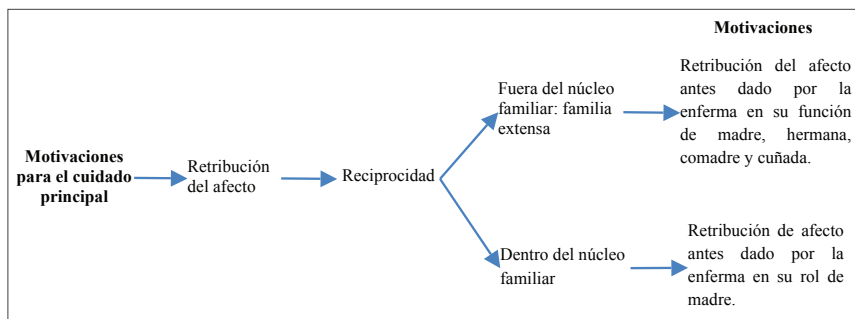 Motivaciones
para el cuidado
principal
Retribución
del afecto
Reciprocidad
Fuera del núcleo
familiar: familia
extensa
Dentro del núcleo
familiar
Motivaciones
Retribución del afecto
antes dado por la
enferma en su función
de madre, hermana,
comadre y cuñada.
Retribución de afecto
antes dado por la
enferma en su rol de
madre.